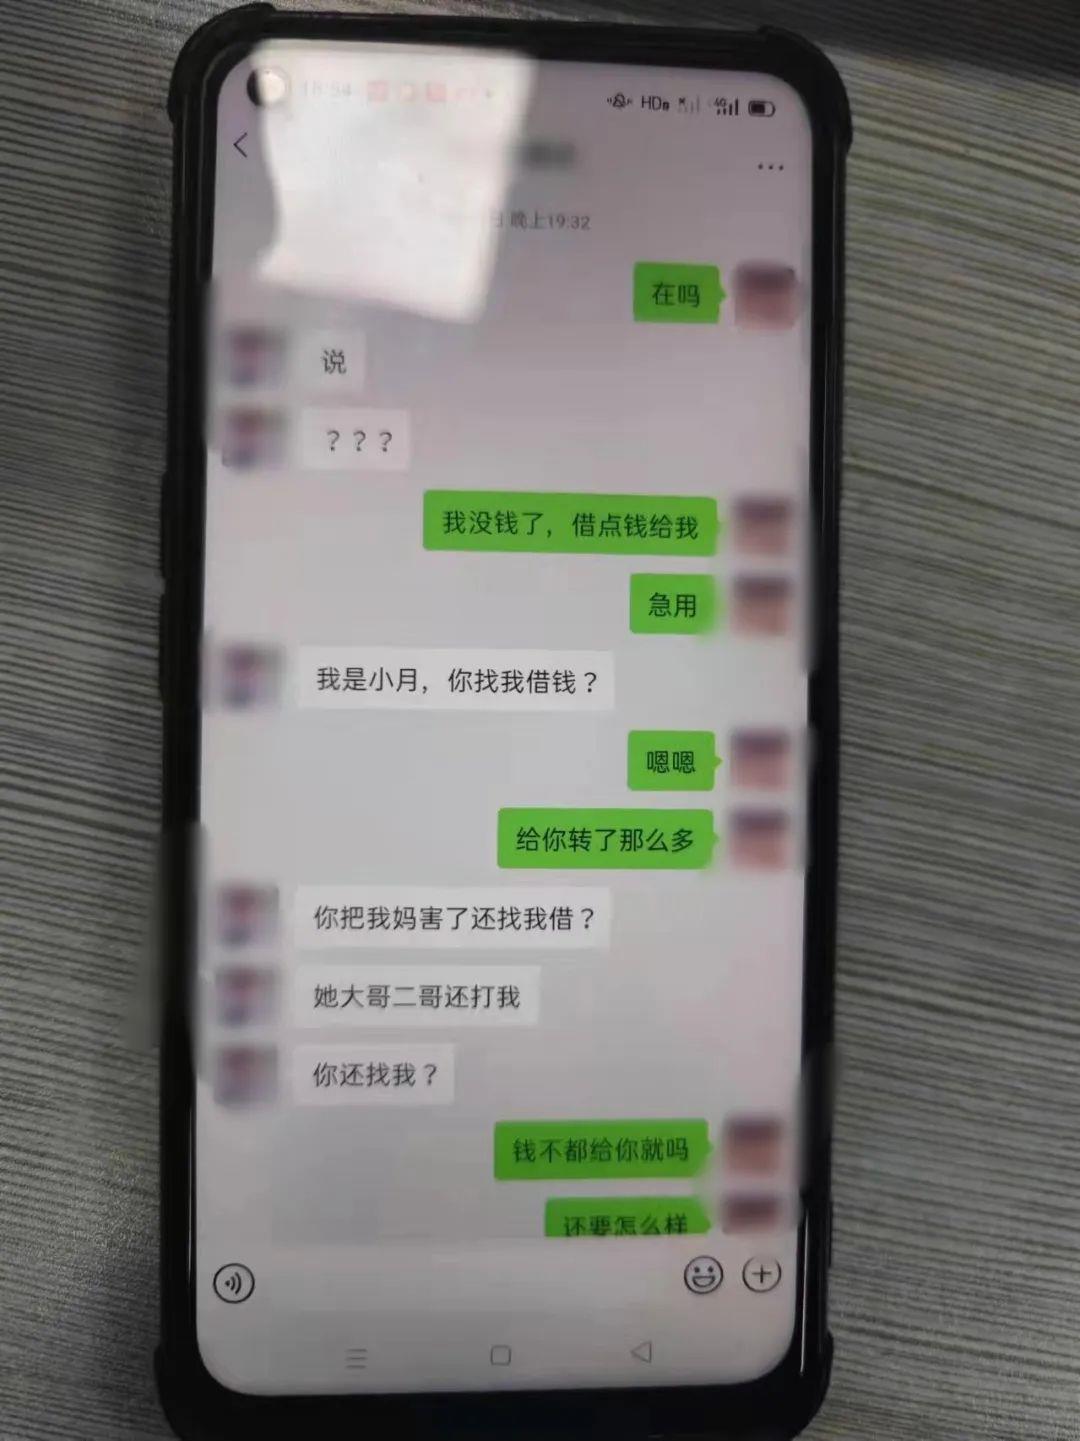 HD
4G
晚上19:32
在吗
说
？？？
我没钱了，借点钱给我
急用
我是小月，你找我借钱？
嗯嗯
给你转了那么多
你把我妈害了还找我借？
她大哥二哥还打我
你还找我？
钱不都给你就吗
还要怎么样